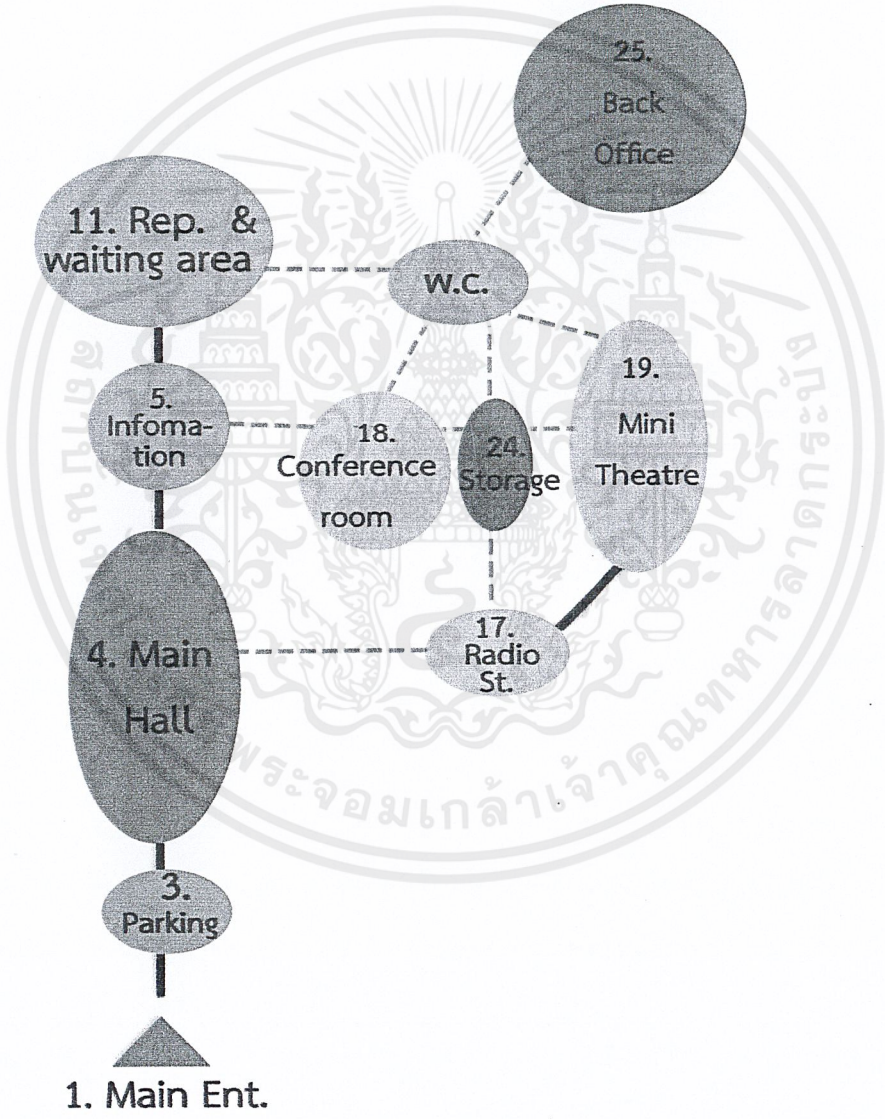 25.
Back
Office
11. Rep. &
waiting area
W.C.
19.
Mini
Theatre
5.
Infoma-
tion
18.
Conference
room
24.
Storage
17.
Radio
St.
4. Main
Hall
3.
Parking
1. Main Ent.
พระจอมเกล้าเจ้าคุณทหารลาดกระบัง